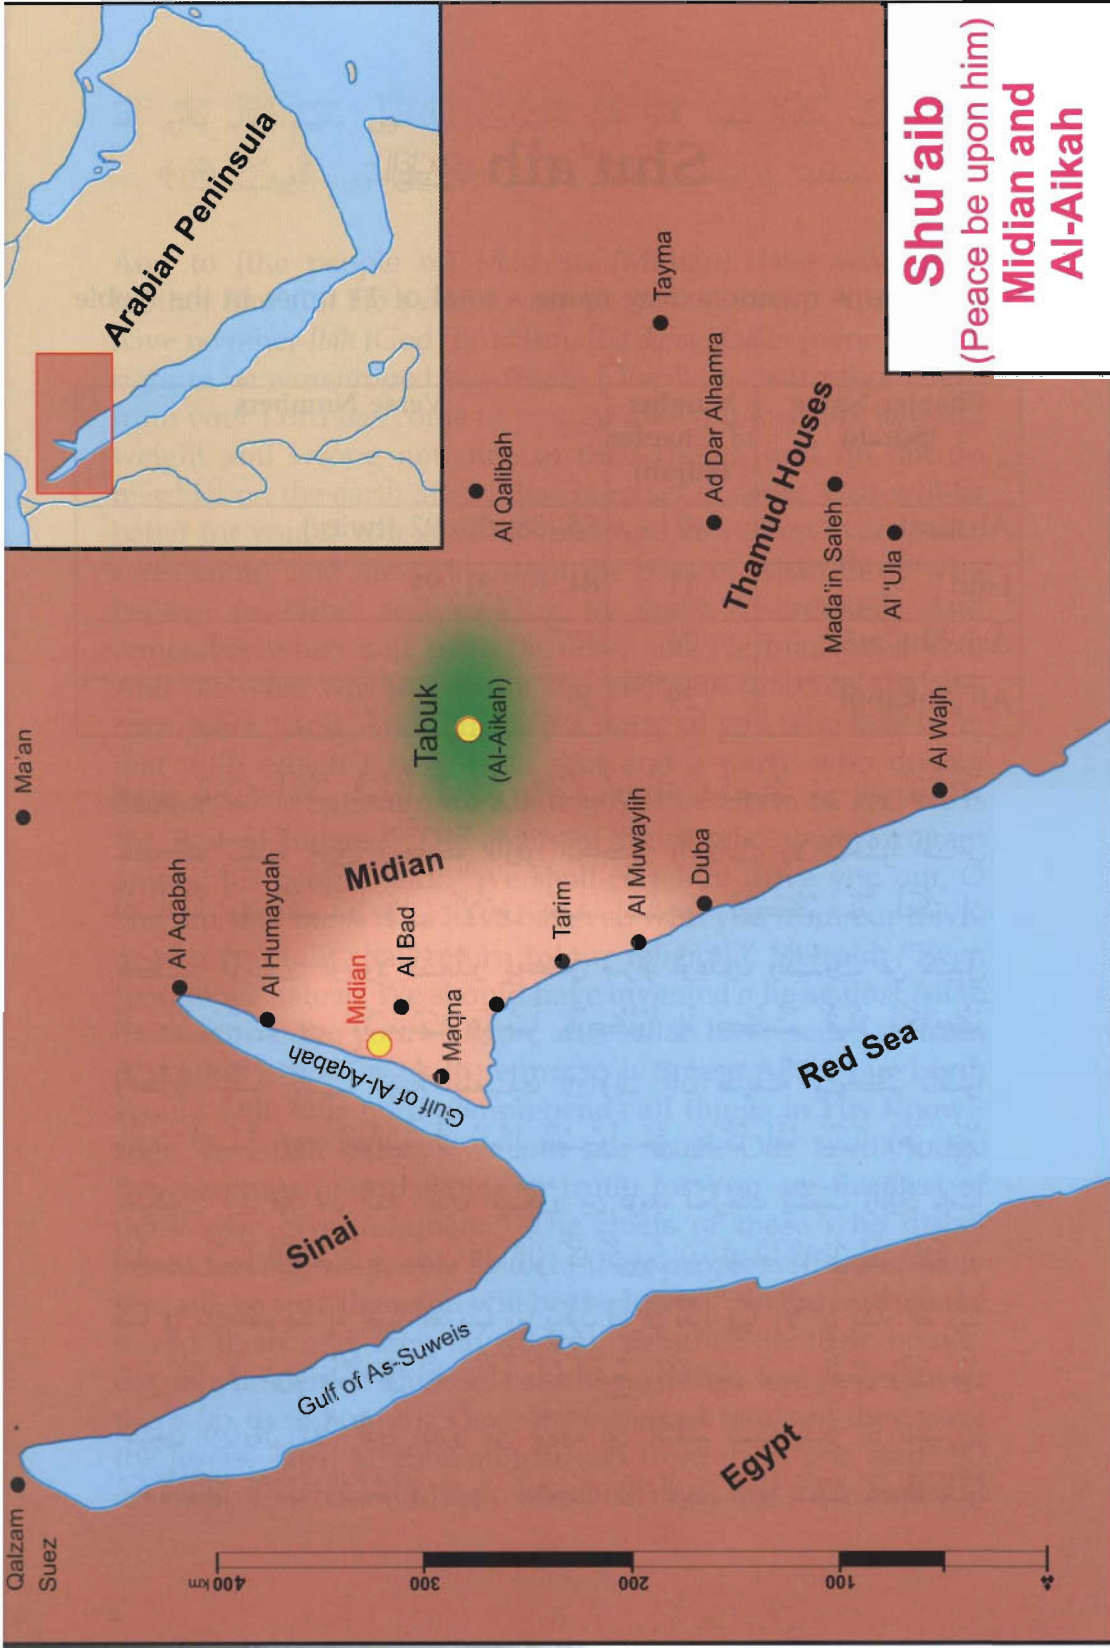 Qalzam
Suez
Ma'an
Al Aqabah
Al Humaydah
Midian
Midian
Al Bad
Maqna
Gulf of Al-Aqabah
Tarim
Al Muwaylih
Duba
Tabuk
(Al-Aikah)
Al Qalibah
Tayma
Ad Dar Alhamra
Thamud Houses
Mada'in Saleh
Al ‘Ula
Al Wajh
Sinai
Gulf of As-Suweis
Red Sea
Egypt
Arabian Peninsula
400 km
300
200
100
Shu‘aib
(Peace be upon him)
Midian and
Al-Aikah